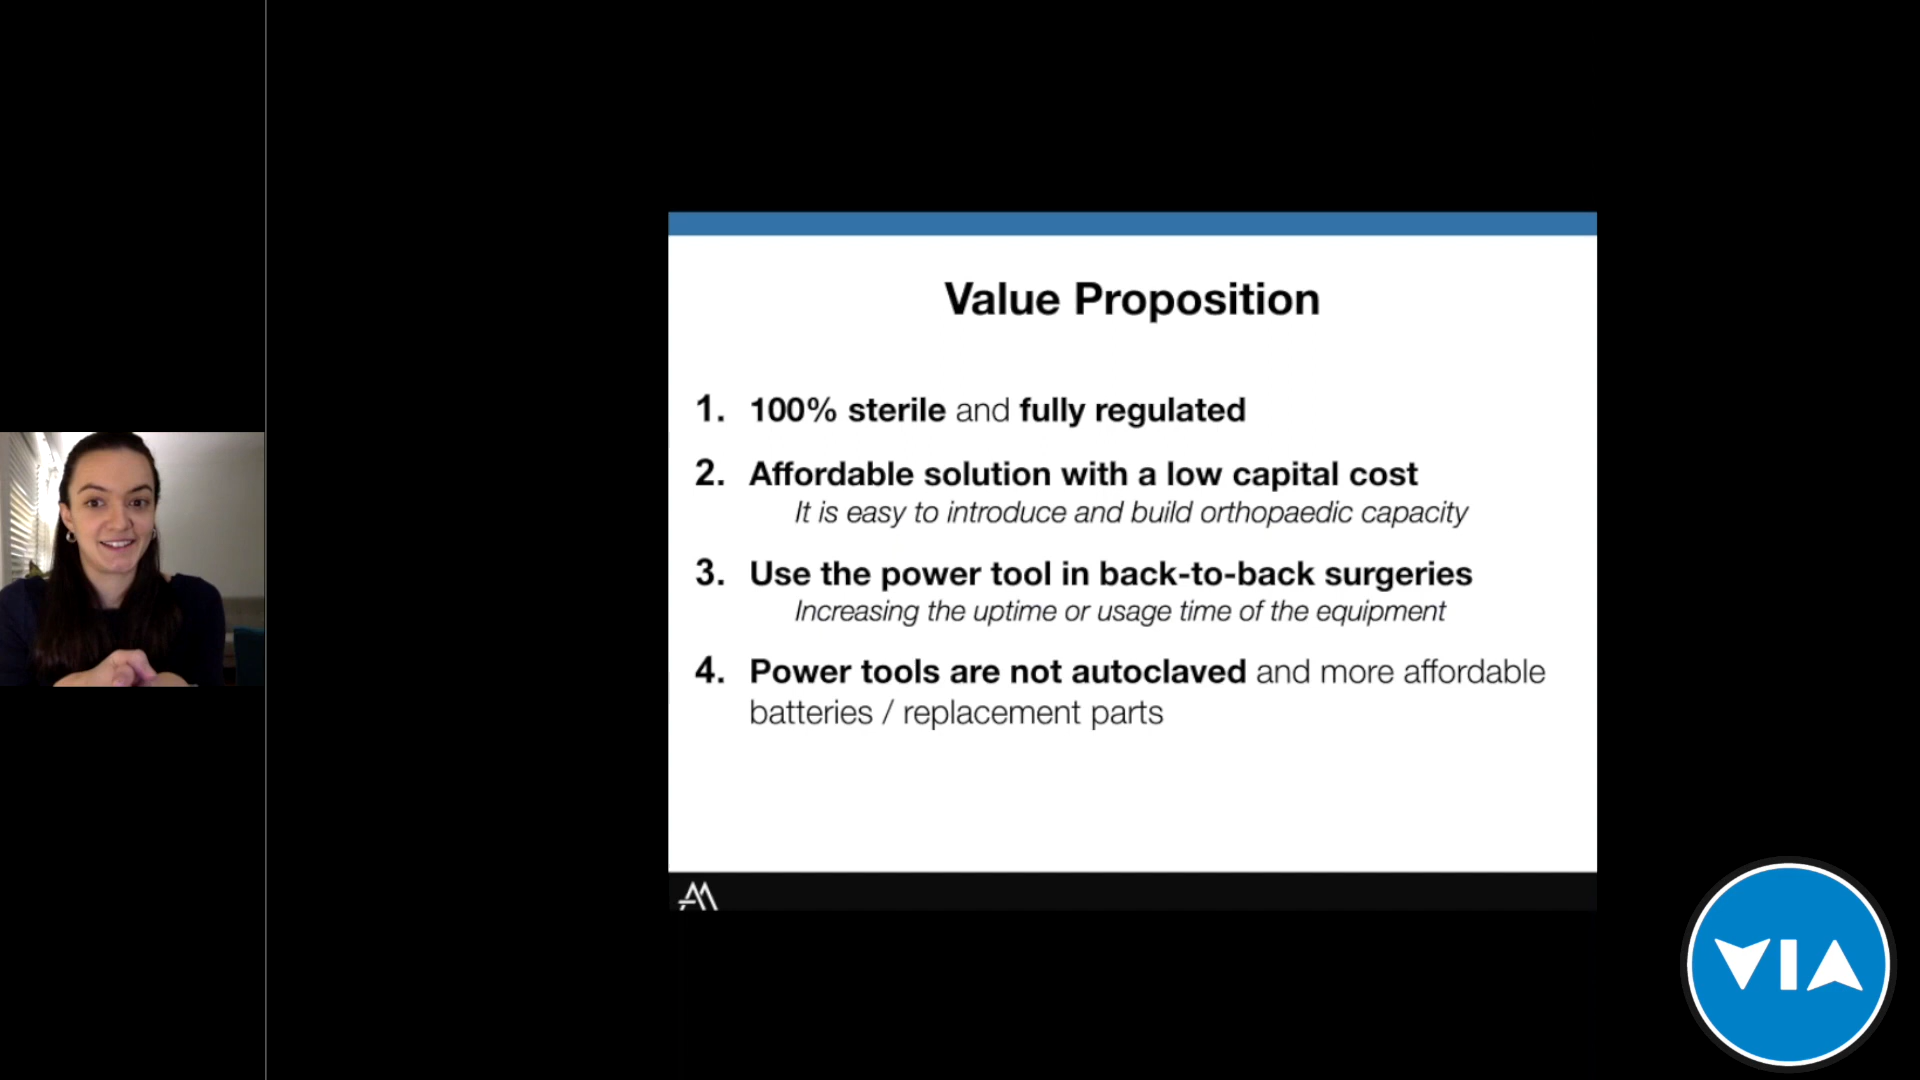 Value Proposition
1. 100% sterile and fully regulated
2. Affordable solution with a low capital cost
It is easy to introduce and build orthopaedic capacity
3. Use the power tool in back-to-back surgeries
Increasing the uptime or usage time of the equipment
4. Power tools are not autoclaved and more affordable
batteries / replacement parts
AM
VIA